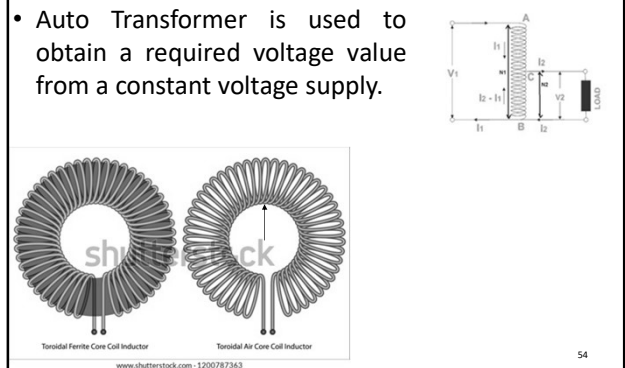 • Auto Transformer is used to
obtain a required voltage value
from a constant voltage supply.
A
I1
I2
V1
N1
C
N2
I2 - I1
V2
LOAD
I1
B
I2
shutterstock
Toroidal Ferrite Core Coil Inductor
Toroidal Air Core Coil Inductor
www.shutterstock.com · 1200787363
54